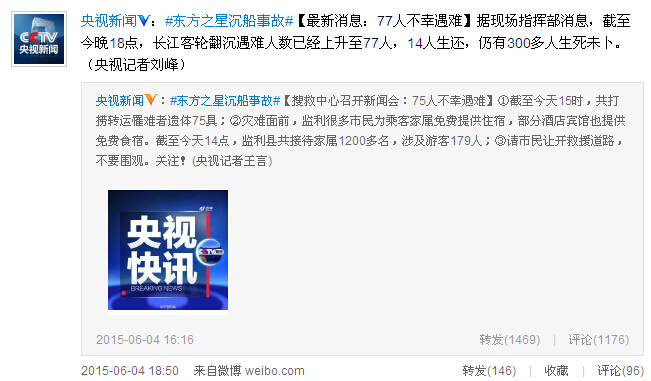 央视新闻：#东方之星沉船事故#【最新消息：77人不幸遇难】据现场指挥部消息，截至
CCTV
央视新闻
今晚18点，长江客轮翻沉遇难人数已经上升至77人，14人生还，仍有300多人生死未卜。
（央视记者刘峰）
央视新闻：#东方之星沉船事故#【搜救中心召开新闻会：75人不幸遇难】①截至今天15时，共打
捞转运罹难者遗体75具；②灾难面前，监利很多市民为乘客家属免费提供住宿，部分酒店宾馆也提供
免费食宿。截至今天14点，监利县共接待家属1200多名，涉及游客179人；③请市民让开救援道路，
不要围观。关注！(央视记者王言)
央视
快讯
CCTV
BREAKING NEWS
2015-06-04 16:16 转发(1469) | 评论(1176)
2015-06-04 18:50 来自微博 weibo.com 转发(146) | 收藏 | 评论(96)